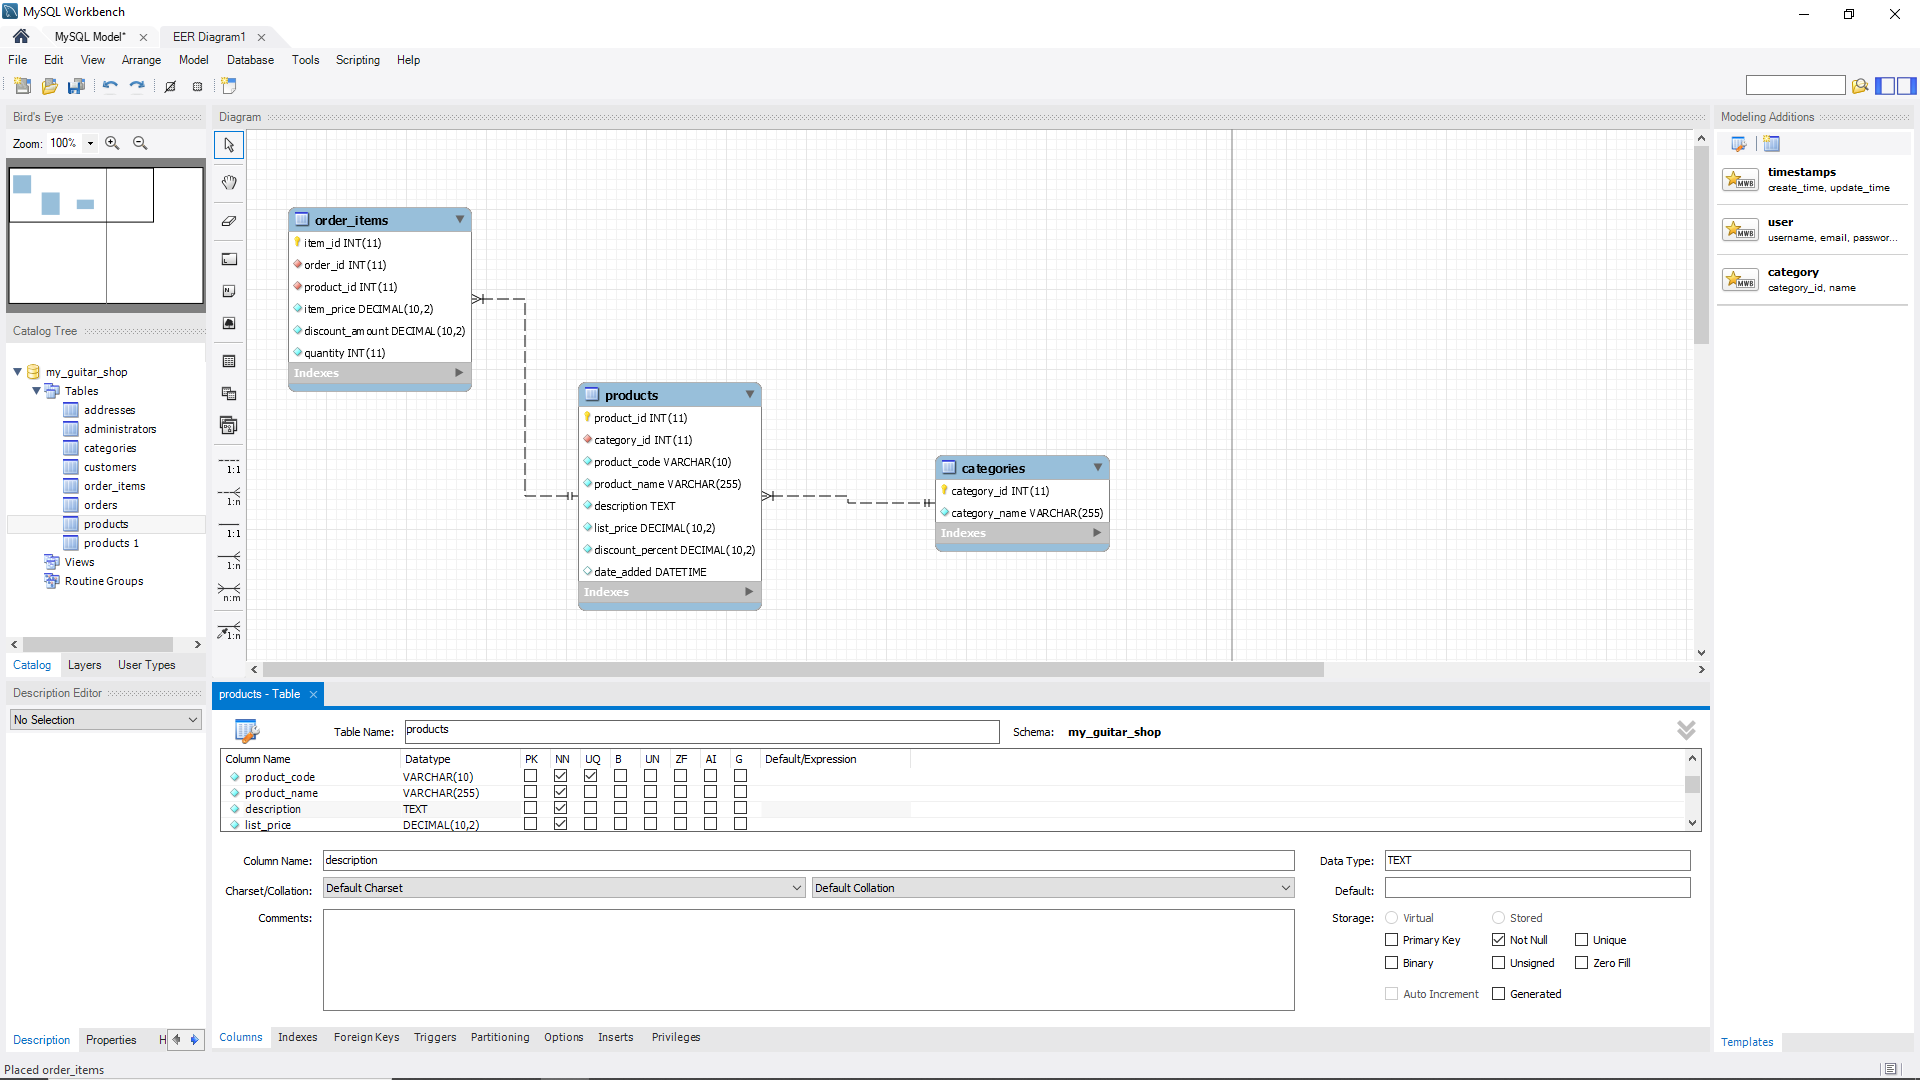 MySQL Workbench
MySQL Model*
EER Diagram1
File Edit View Arrange Model Database Tools Scripting Help
Bird's Eye
Zoom: 100%
Catalog Tree
my_guitar_shop
Tables
addresses
administrators
categories
customers
order_items
orders
products
products 1
Views
Routine Groups
Catalog Layers User Types
Description Editor
No Selection
Description Properties H
Diagram
1:1
1:n
1:1
1:n
n:m
1:n
order_items
item_id INT(11)
order_id INT(11)
product_id INT(11)
item_price DECIMAL(10,2)
discount_amount DECIMAL(10,2)
quantity INT(11)
Indexes
products
product_id INT(11)
category_id INT(11)
product_code VARCHAR(10)
product_name VARCHAR(255)
description TEXT
list_price DECIMAL(10,2)
discount_percent DECIMAL(10,2)
date_added DATETIME
Indexes
categories
category_id INT(11)
category_name VARCHAR(255)
Indexes
Modeling Additions
MWB
timestamps
create_time, update_time
MWB
user
username, email, passwor...
MWB
category
category_id, name
Templates
products - Table
Table Name: products
Schema: my_guitar_shop
Column Name Datatype PK NN UQ B UN ZF AI G Default/Expression
product_code VARCHAR(10)
product_name VARCHAR(255)
description TEXT
list_price DECIMAL(10,2)
Column Name: description
Data Type: TEXT
Charset/Collation: Default Charset Default Collation
Default:
Comments:
Storage: Virtual Stored
Primary Key Not Null Unique
Binary Unsigned Zero Fill
Auto Increment Generated
Columns Indexes Foreign Keys Triggers Partitioning Options Inserts Privileges
Placed order_items